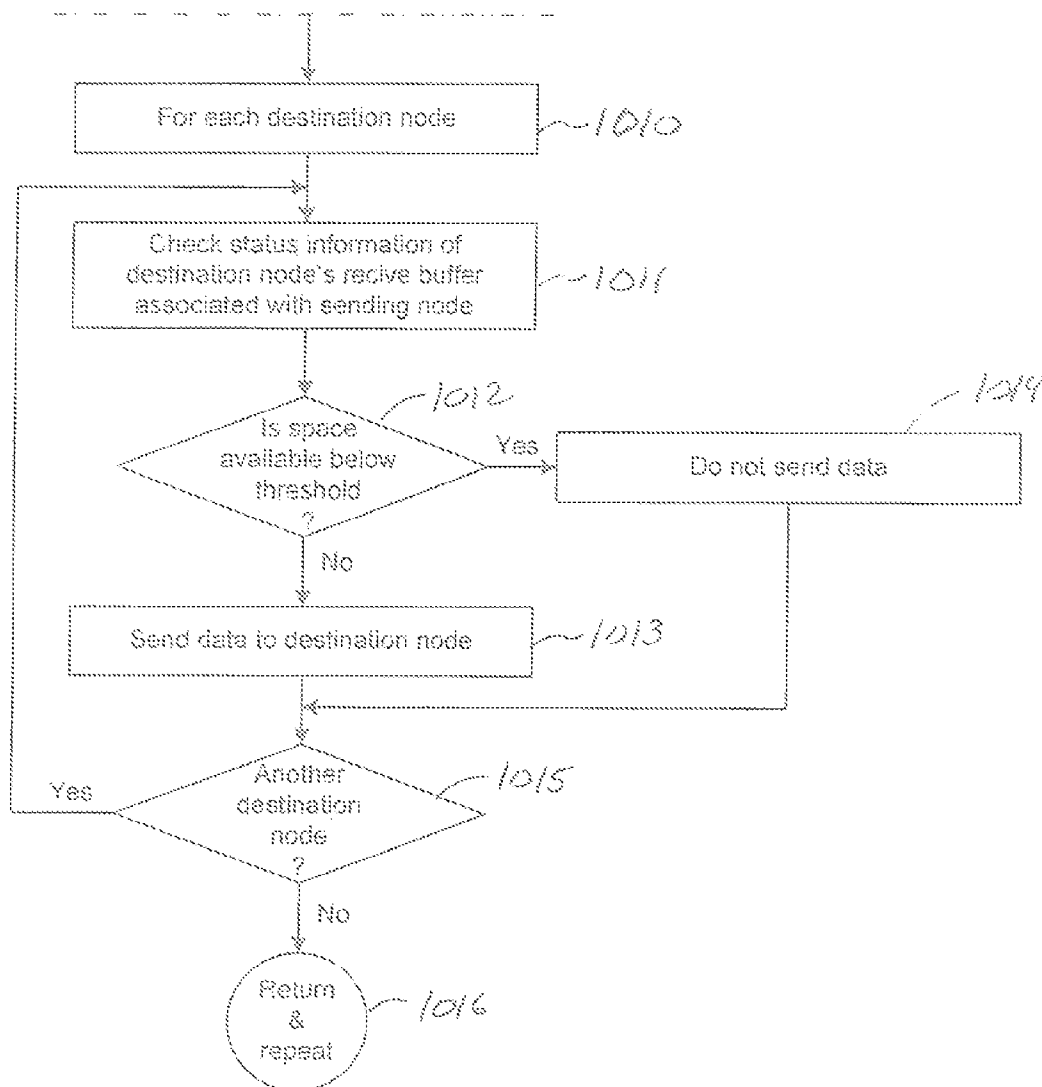 For each destination node
1010
Check status information of
destination node's recive buffer
associated with sending node
1011
1012
Is space
available below
threshold
?
Yes
1014
Do not send data
No
Send data to destination node
1013
1015
Another
destination
node
?
Yes
No
Return
&
repeat
1016